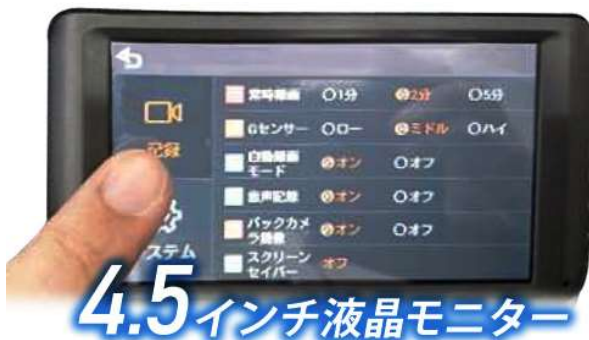 常時録画 ○1分 ◎2分 ○5分
Gセンサー ○ロー ◎ミドル ○ハイ
記録
自動録画
モード ◎オン ○オフ
音声記録 ◎オン ○オフ
バックカメ
ラ鏡像 ◎オン ○オフ
ステム
スクリーン
セイバー オフ
4.5インチ液晶モニター